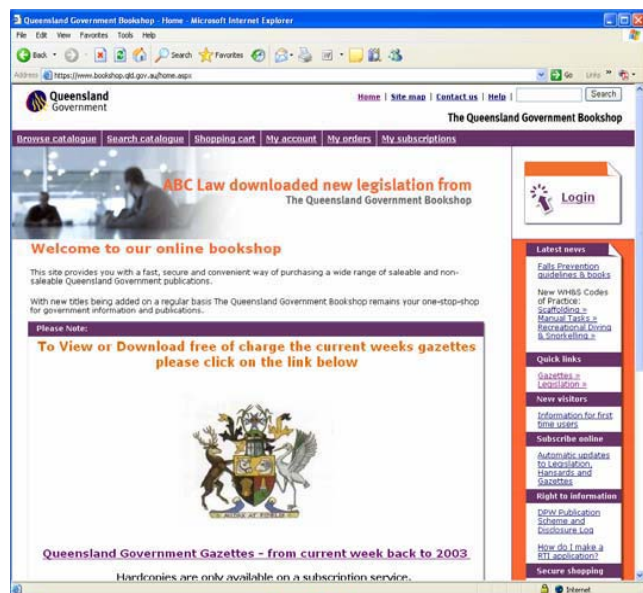 Queensland Government Bookshop - Home - Microsoft Internet Explorer
File Edit View Favorites Tools Help
Back Search Favorites
Address https://www.bookshop.qld.gov.au/home.aspx Go Links »
Queensland
Government
Home | Site map | Contact us | Help | Search
The Queensland Government Bookshop
Browse catalogue Search catalogue Shopping cart My account My orders My subscriptions
ABC Law downloaded new legislation from
The Queensland Government Bookshop
Login
Welcome to our online bookshop
This site provides you with a fast, secure and convenient way of purchasing a wide range of saleable and non-
saleable Queensland Government publications.
With new titles being added on a regular basis The Queensland Government Bookshop remains your one-stop-shop
for government information and publications.
Please Note:
To View or Download free of charge the current weeks gazettes
please click on the link below
AUDAX AT FIDELIS
Queensland Government Gazettes - from current week back to 2003
Hardcopies are only available on a subscription service.
Latest news
Falls Prevention
guidelines & books
New WH&S Codes
of Practice:
Scaffolding »
Manual Tasks »
Recreational Diving
& Snorkelling »
Quick links
Gazettes »
Legislation »
New visitors
Information for first
time users
Subscribe online
Automatic updates
to Legislation,
Hansards and
Gazettes
Right to information
DPW Publication
Scheme and
Disclosure Log
How do I make a
RTI application?
Secure shopping
Internet